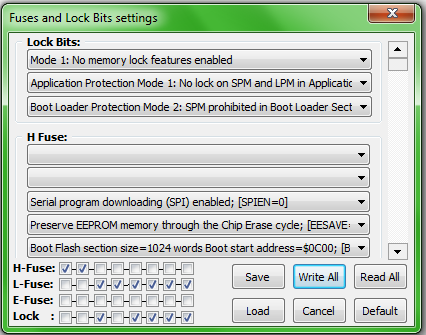 Fuses and Lock Bits settings
Lock Bits:
Mode 1: No memory lock features enabled
Application Protection Mode 1: No lock on SPM and LPM in Applicatio
Boot Loader Protection Mode 2: SPM prohibited in Boot Loader Sect
H Fuse:
Serial program downloading (SPI) enabled; [SPIEN=0]
Preserve EEPROM memory through the Chip Erase cycle; [EESAVE=
Boot Flash section size=1024 words Boot start address=$0C00; [B
H-Fuse:
L-Fuse:
E-Fuse:
Lock :
Save Write All Read All
Load Cancel Default